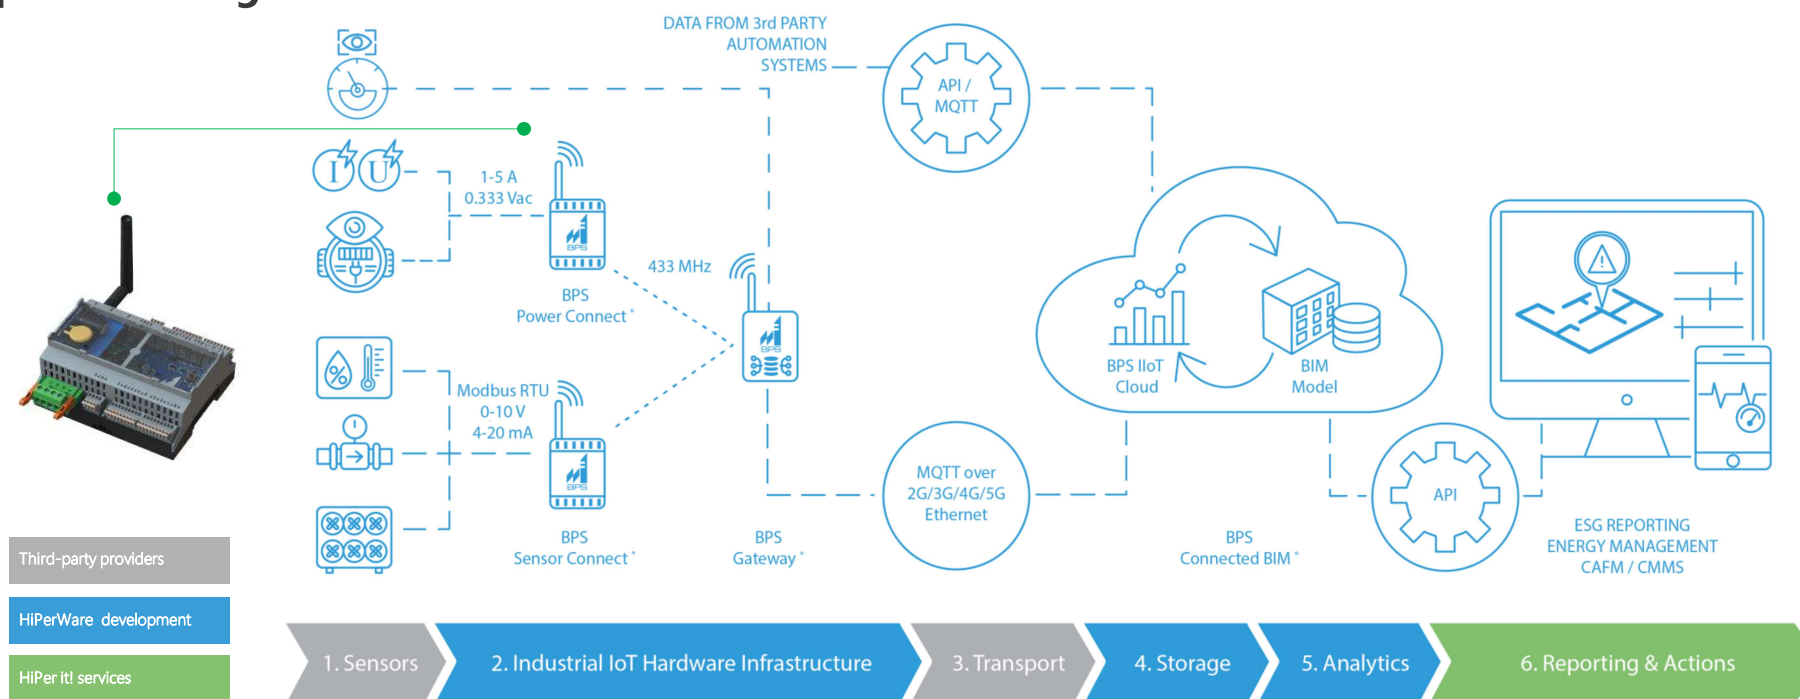 DATA FROM 3rd PARTY
AUTOMATION
SYSTEMS
API /
MQTT
I
U
1-5 A
0.333 Vac
BPS
BPS
Power Connect*
433 MHz
BPS
%
Modbus RTU
0-10 V
4-20 mA
BPS
BPS
Sensor Connect*
BPS
Gateway*
MQTT over
2G/3G/4G/5G
Ethernet
BPS IIoT
Cloud
BIM
Model
BPS
Connected BIM*
API
ESG REPORTING
ENERGY MANAGEMENT
CAFM / CMMS
Third-party providers
HiPerWare development
HiPer it! services
1. Sensors
2. Industrial IoT Hardware Infrastructure
3. Transport
4. Storage
5. Analytics
6. Reporting & Actions